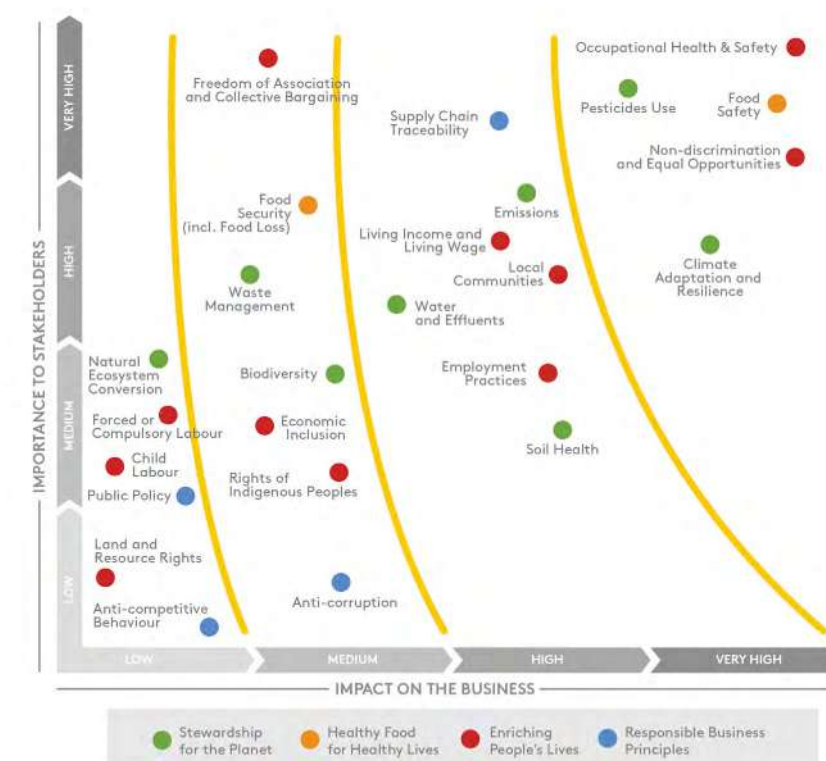 IMPORTANCE TO STAKEHOLDERS
VERY HIGH
HIGH
MEDIUM
LOW
Occupational Health & Safety
Freedom of Association
and Collective Bargaining
Pesticides Use
Food
Safety
Supply Chain
Traceability
Non-discrimination
and Equal Opportunities
Food
Security
(incl. Food Loss)
Emissions
Living Income and
Living Wage
Local
Communities
Climate
Adaptation and
Resilience
Waste
Management
Water
and Effluents
Natural
Ecosystem
Conversion
Biodiversity
Employment
Practices
Forced or
Compulsory Labour
Economic
Inclusion
Soil Health
Child
Labour
Rights of
Indigenous Peoples
Public Policy
Land and
Resource Rights
Anti-corruption
Anti-competitive
Behaviour
LOW
MEDIUM
HIGH
VERY HIGH
IMPACT ON THE BUSINESS
Stewardship
for the Planet
Healthy Food
for Healthy Lives
Enriching
People's Lives
Responsible Business
Principles